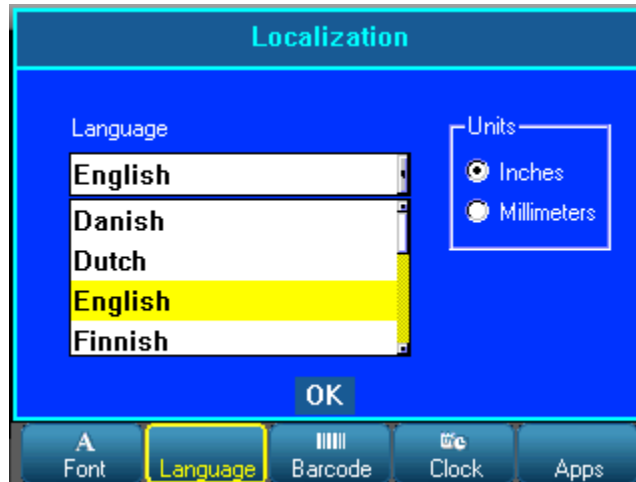 Localization
Language
English
Danish
Dutch
English
Finnish
Units
Inches
Millimeters
OK
A
Font
Language
Barcode
Clock
Apps